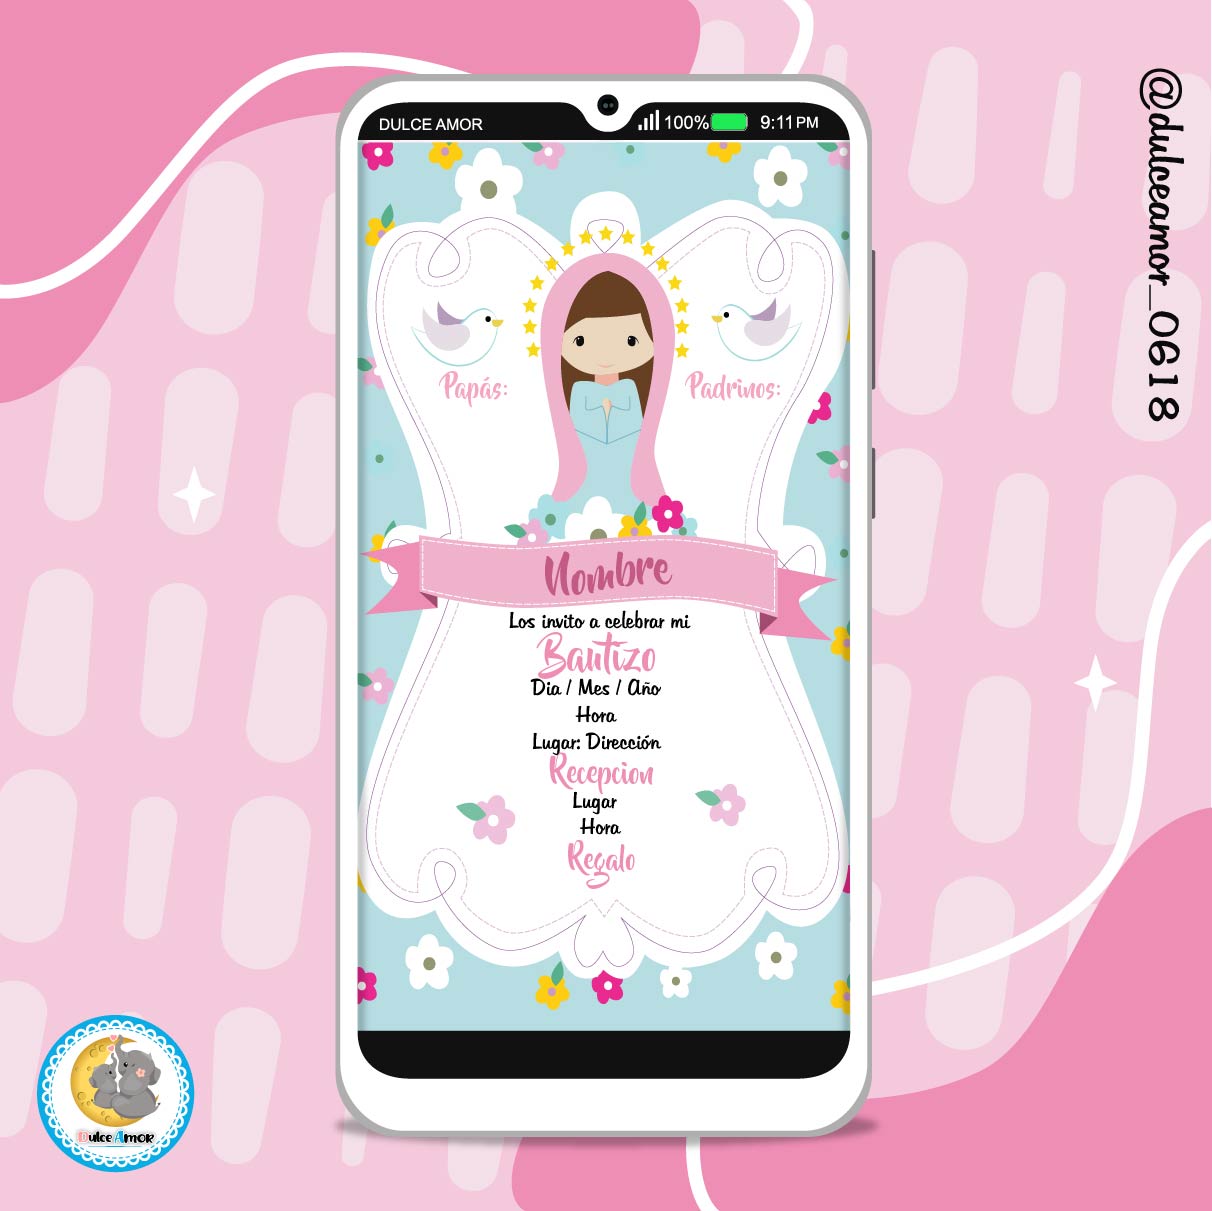 DULCE AMOR
100% 9:11 PM
@dulceamor_0618
Papás:
Padrinos:
Nombre
Los invito a celebrar mi
Bautizo
Dia / Mes / Año
Hora
Lugar: Dirección
Recepcion
Lugar
Hora
Regalo
Dulce Amor